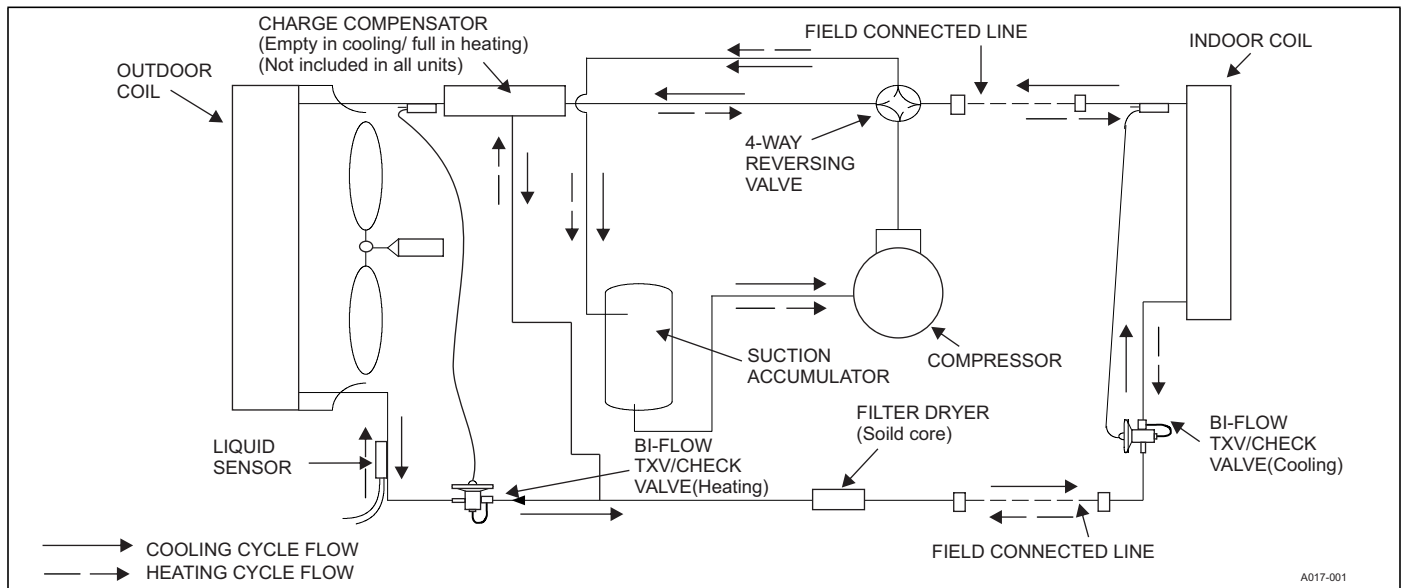 CHARGE COMPENSATOR
(Empty in cooling/ full in heating)
(Not included in all units)
FIELD CONNECTED LINE
INDOOR COIL
OUTDOOR
COIL
4-WAY
REVERSING
VALVE
SUCTION
ACCUMULATOR
COMPRESSOR
FILTER DRYER
(Soild core)
LIQUID
SENSOR
BI-FLOW
TXV/CHECK
VALVE(Heating)
BI-FLOW
TXV/CHECK
VALVE(Cooling)
FIELD CONNECTED LINE
COOLING CYCLE FLOW
HEATING CYCLE FLOW
A017-001